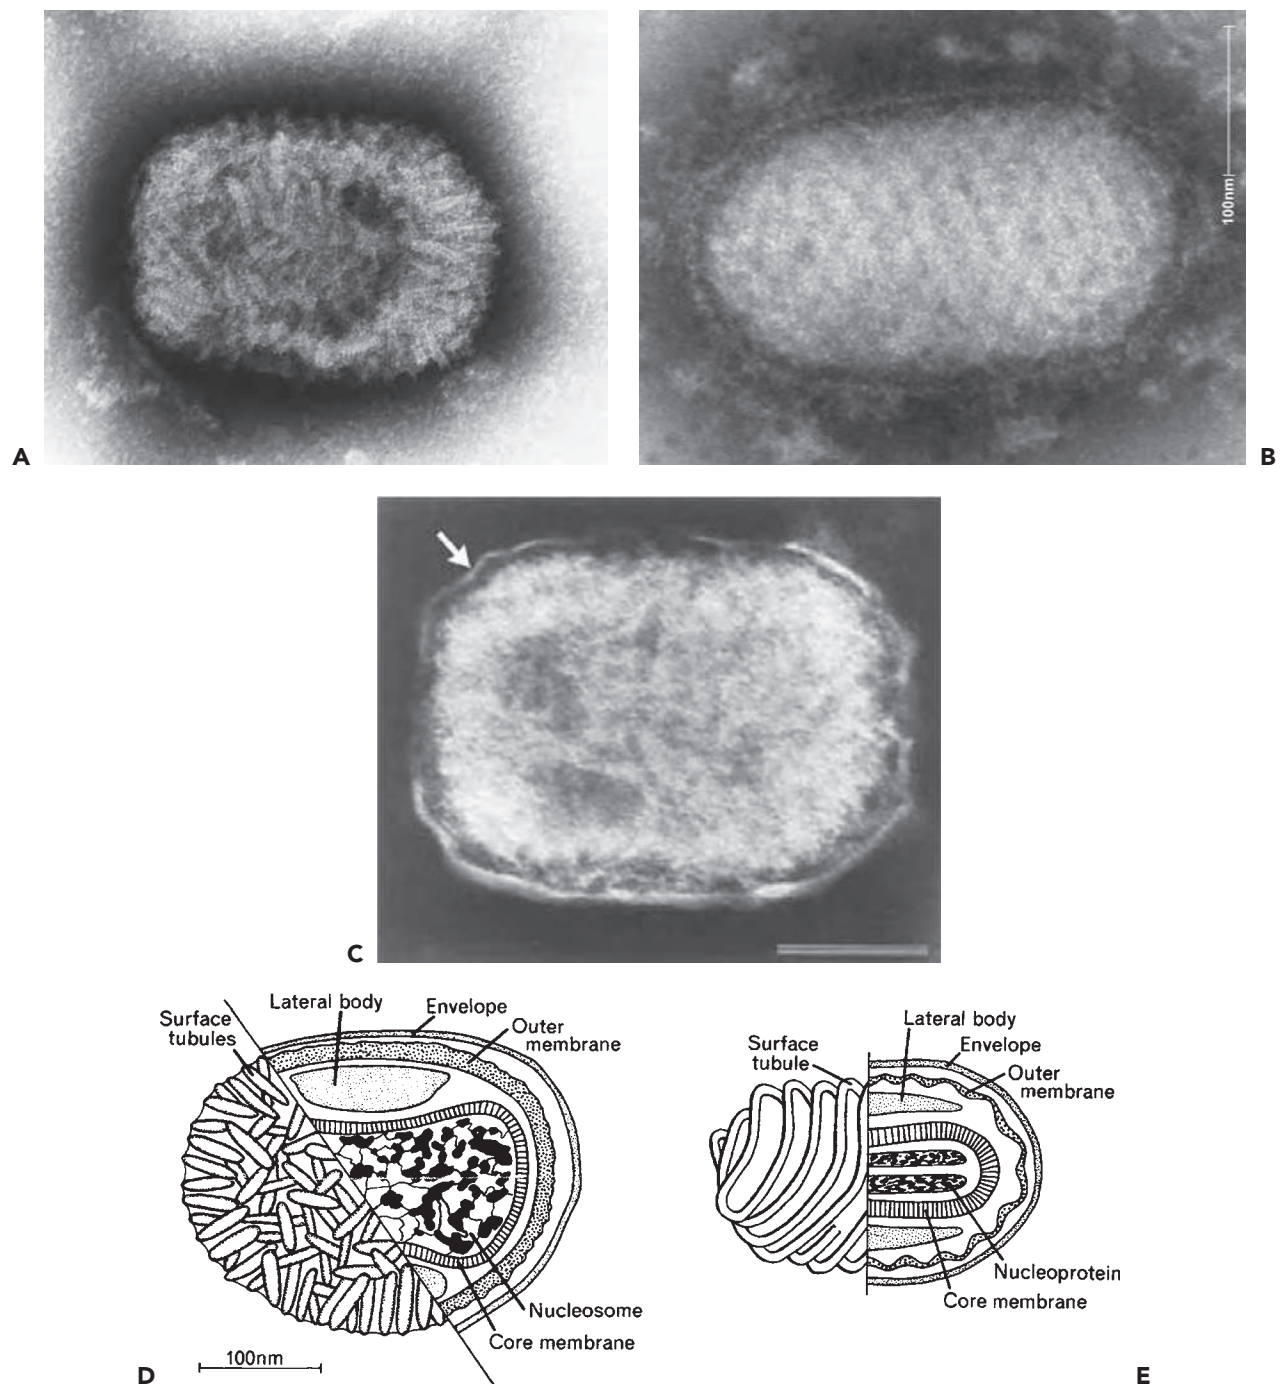 100nm
A
B
C
Lateral body
Envelope
Surface
tubules
Outer
membrane
Nucleosome
Core membrane
100nm
D
Lateral body
Envelope
Surface
tubule
Outer
membrane
Nucleoprotein
Core membrane
E